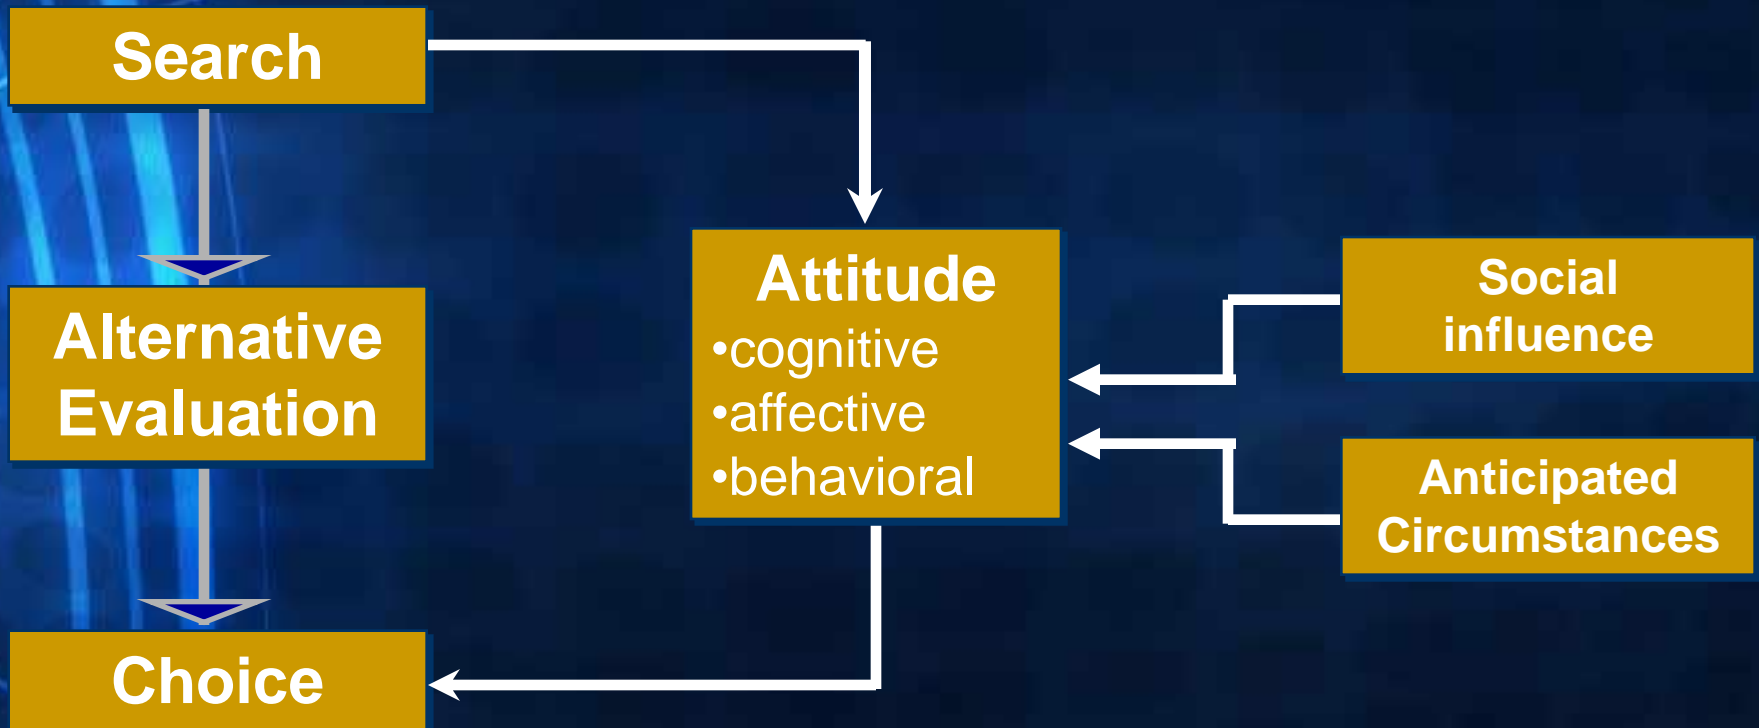 Search
Alternative
Evaluation
Choice
Attitude
•cognitive
•affective
•behavioral
Social
influence
Anticipated
Circumstances